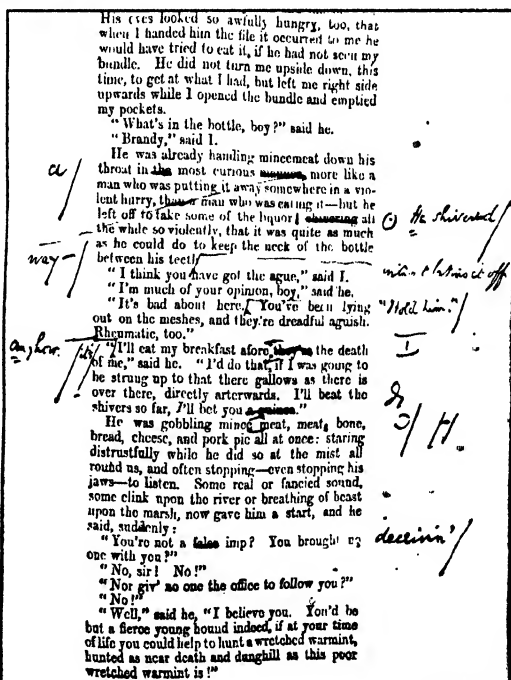 His eyes looked so awfully hungry, too, that
when I handed him the file it occurred to me he
would have tried to eat it, if he had not seen my
bundle. He did not turn me upside down, this
time, to get at what I had, but left me right side
upwards while I opened the bundle and emptied
my pockets.
"What's in the bottle, boy?" said he.
"Brandy," said I.
He was already handing mincemeat down his
a/
throat in the most curious manner, more like a
man who was putting it away somewhere in a vio-
lent hurry, than a man who was eating it—but he
left off to take some of the liquor, shivering all
He shivered/
the while so violently, that it was quite as much
way-/
as he could do to keep the neck of the bottle
between his teeth
it off
"I think you have got the ague," said I.
"I'm much of your opinion, boy," said he.
"It's bad about here. You've been lying
"told him."/
out on the meshes, and they're dreadful aguish.
Rheumatic, too."
I
anyhow. /it's/
"I'll eat my breakfast afore they're the death
of me," said he. "I'd do that, if I was going to
be strung up to that there gallows as there is
over there, directly arterwards. I'll beat the
shivers so far, I'll bet you a guinea."
He was gobbling mince meat, meat, bone,
/H.
bread, cheese, and pork pie all at once: staring
distrustfully while he did so at the mist all
round us, and often stopping—even stopping his
jaws—to listen. Some real or fancied sound,
some clink upon the river or breathing of beast
upon the marsh, now gave him a start, and he
said, suddenly:
"You're not a false imp? You brought no
deceivin'/
one with you?"
"No, sir! No!"
"Nor giv' no one the office to follow you?"
"No!"
"Well," said he, "I believe you. You'd be
but a fierce young hound indeed, if at your time
of life you could help to hunt a wretched warmint,
hunted as near death and dunghill as this poor
wretched warmint is!"